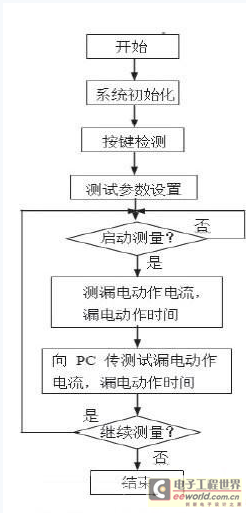 开始
系统初始化
按键检测
测试参数设置
否
启动测量？
是
测漏电动作电流，
漏电动作时间
向 PC 传测试漏电动作
电流，漏电动作时间
是
继续测量？
否
结束
电子工程世界
eeworld.com.cn